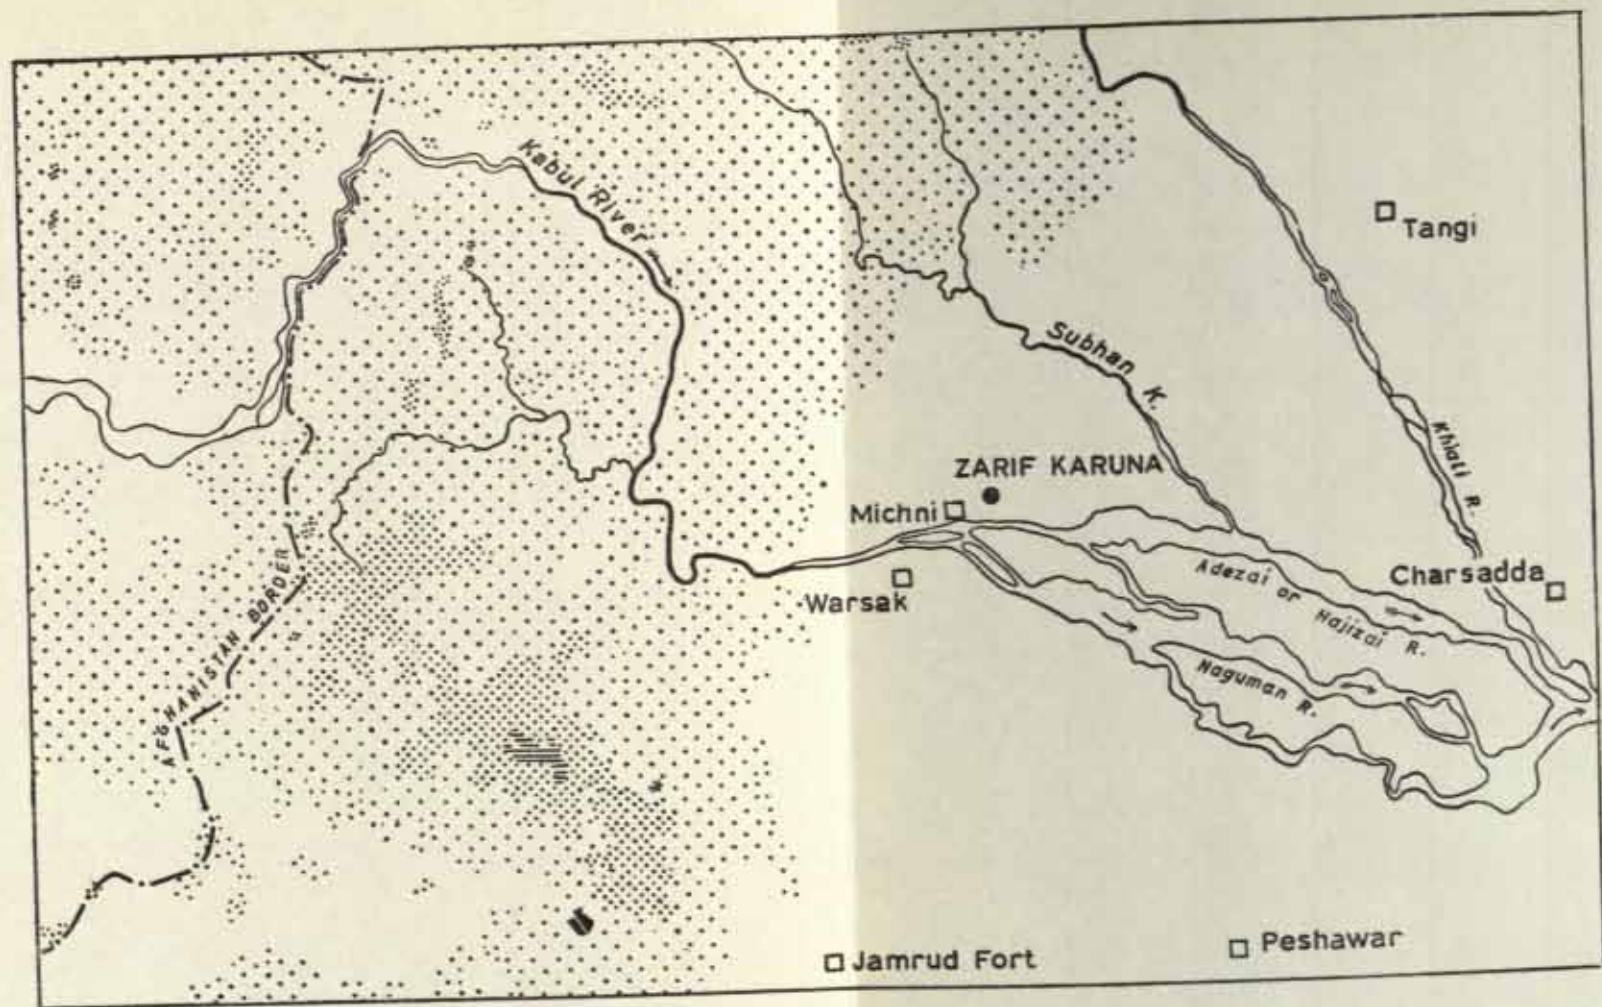 Kabul River
Tangi
Subhan K.
Khiali R.
ZARIF KARUNA
Michni
Warsak
Adezai or Hajizai R.
Charsadda
AFGHANISTAN BORDER
Naguman R.
Jamrud Fort
Peshawar